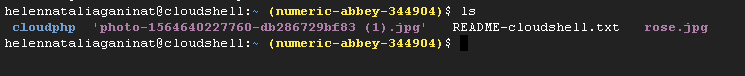 helennataliaganinat@cloudshell:~ (numeric-abbey-344904)$ ls
cloudphp 'photo-1564640227760-db286729bf83 (1).jpg' README-cloudshell.txt rose.jpg
helennataliaganinat@cloudshell:~ (numeric-abbey-344904)$